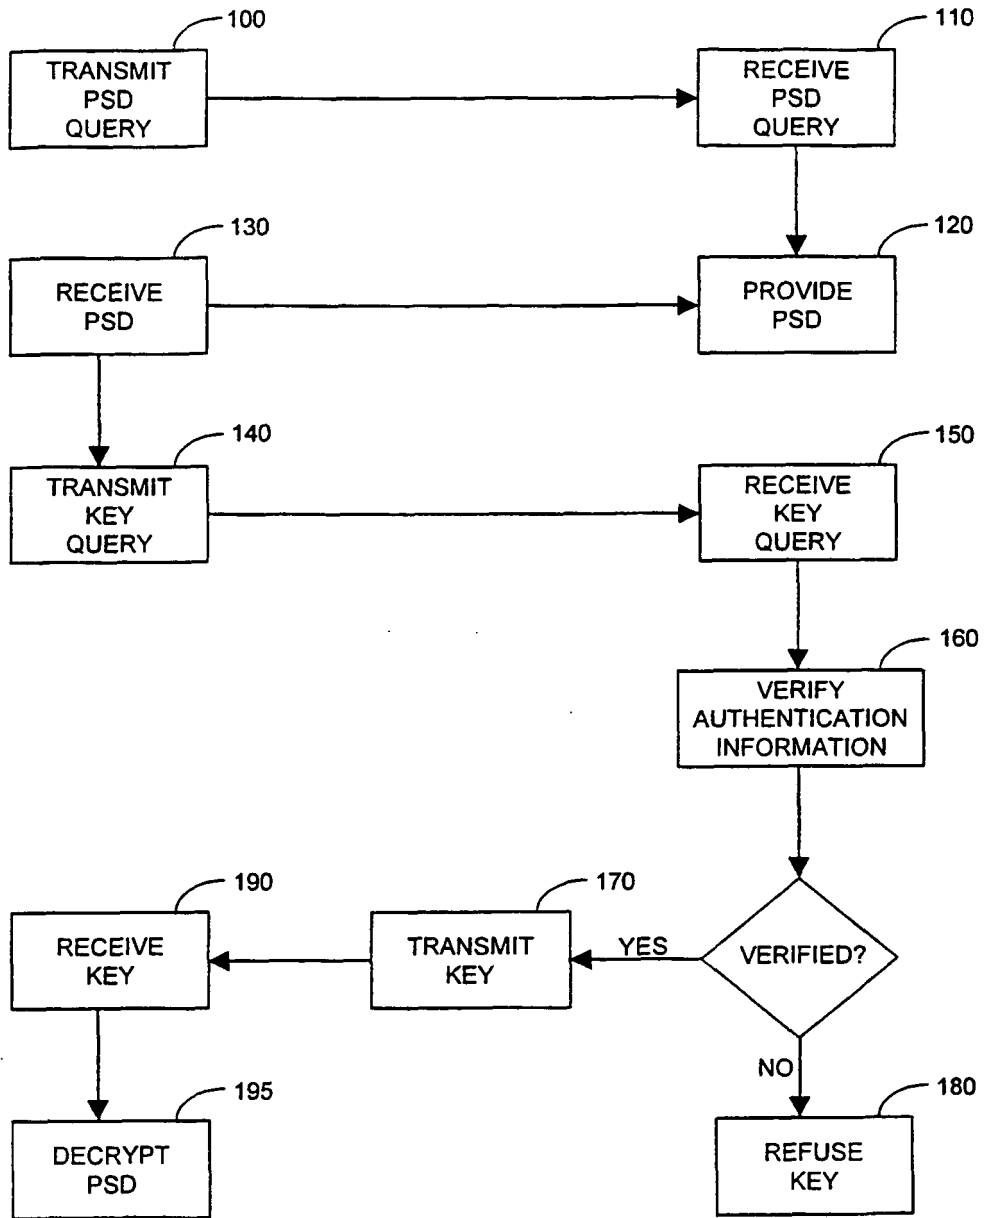 100
TRANSMIT
PSD
QUERY
110
RECEIVE
PSD
QUERY
130
RECEIVE
PSD
120
PROVIDE
PSD
140
TRANSMIT
KEY
QUERY
150
RECEIVE
KEY
QUERY
160
VERIFY
AUTHENTICATION
INFORMATION
190
RECEIVE
KEY
170
TRANSMIT
KEY
YES
VERIFIED?
NO
195
DECRYPT
PSD
180
REFUSE
KEY